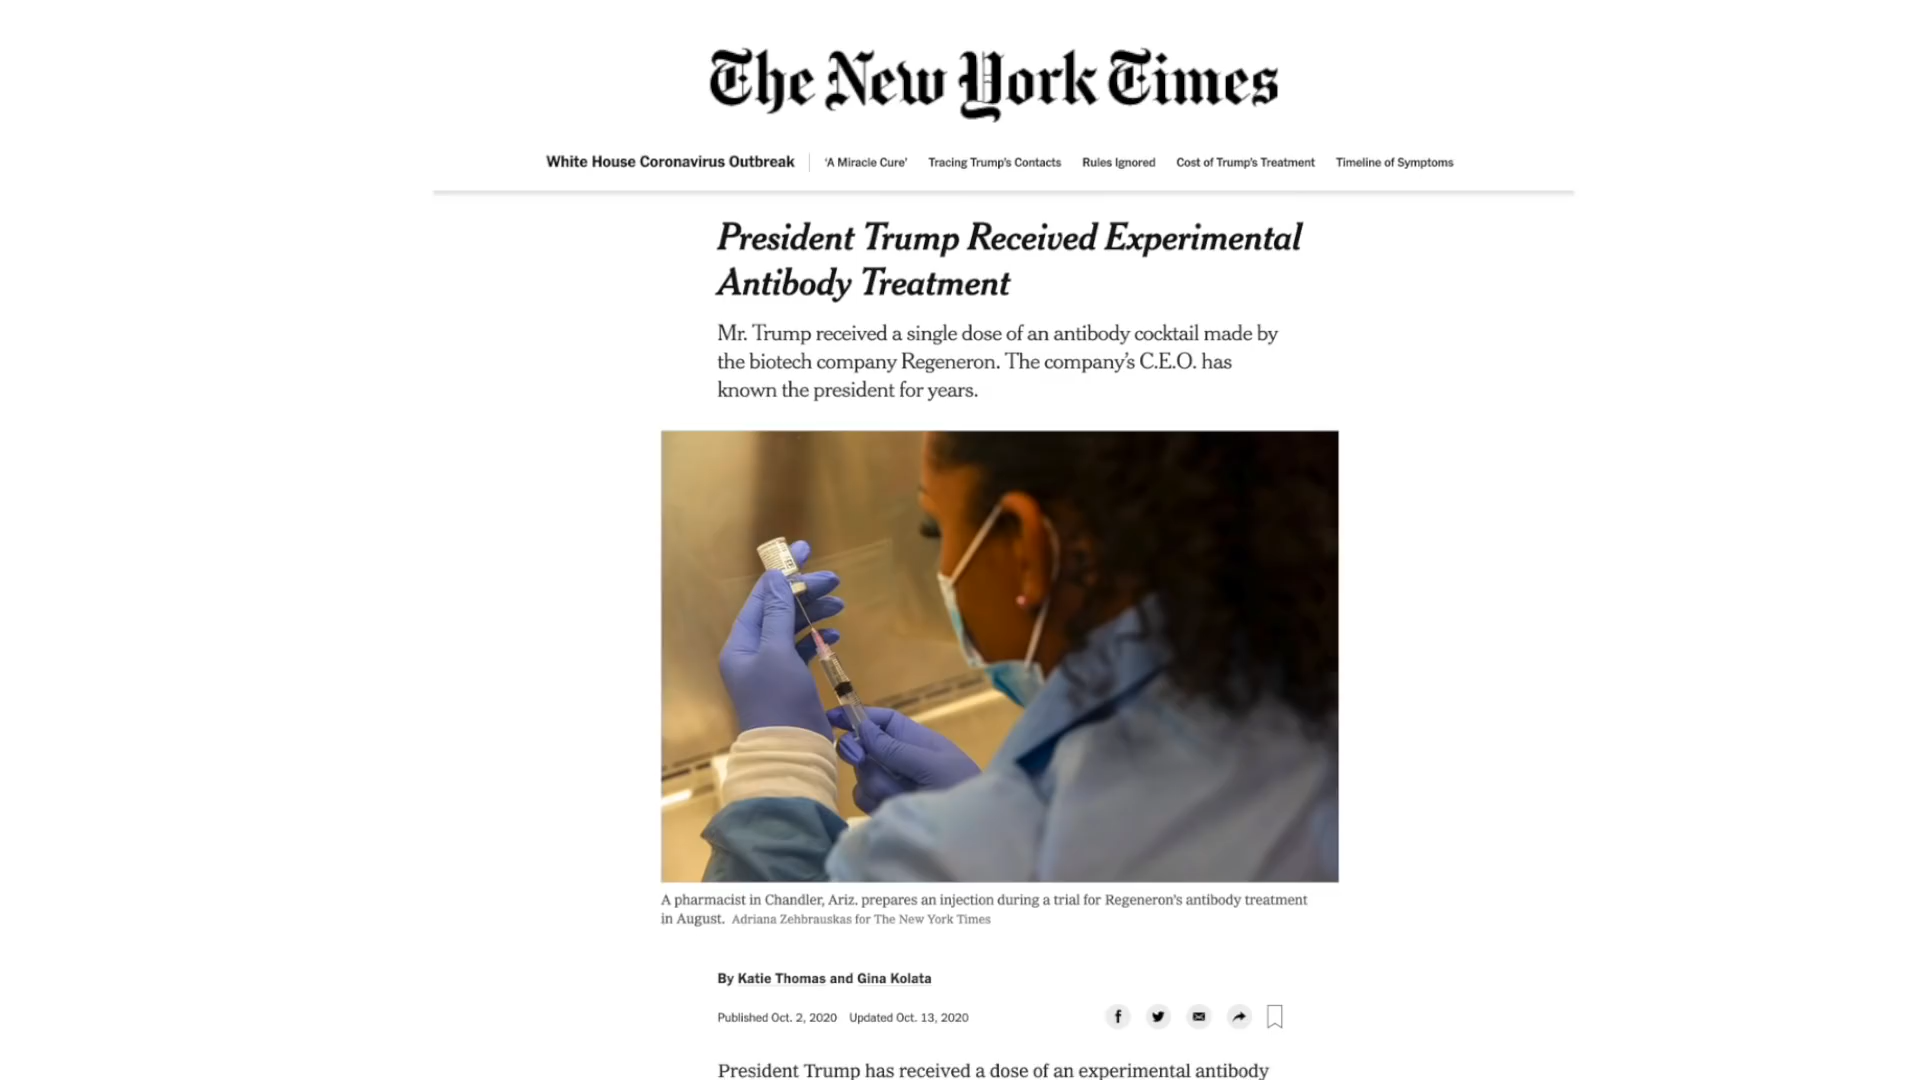 The New York Times
White House Coronavirus Outbreak
‘A Miracle Cure’
Tracing Trump’s Contacts
Rules Ignored
Cost of Trump’s Treatment
Timeline of Symptoms
President Trump Received Experimental
Antibody Treatment
Mr. Trump received a single dose of an antibody cocktail made by
the biotech company Regeneron. The company’s C.E.O. has
known the president for years.
A pharmacist in Chandler, Ariz. prepares an injection during a trial for Regeneron’s antibody treatment
in August. Adriana Zehbrauskas for The New York Times
By Katie Thomas and Gina Kolata
Published Oct. 2, 2020 Updated Oct. 13, 2020
President Trump has received a dose of an experimental antibody